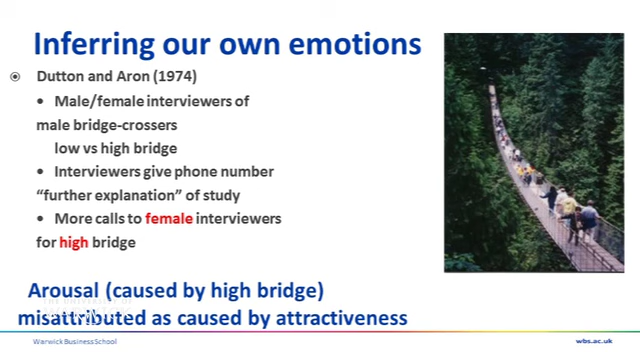 Inferring our own emotions
Dutton and Aron (1974)
• Male/female interviewers of
male bridge-crossers
low vs high bridge
• Interviewers give phone number
“further explanation” of study
• More calls to female interviewers
for high bridge
Arousal (caused by high bridge)
misattributed as caused by attractiveness
Warwick Business School
wbs.ac.uk